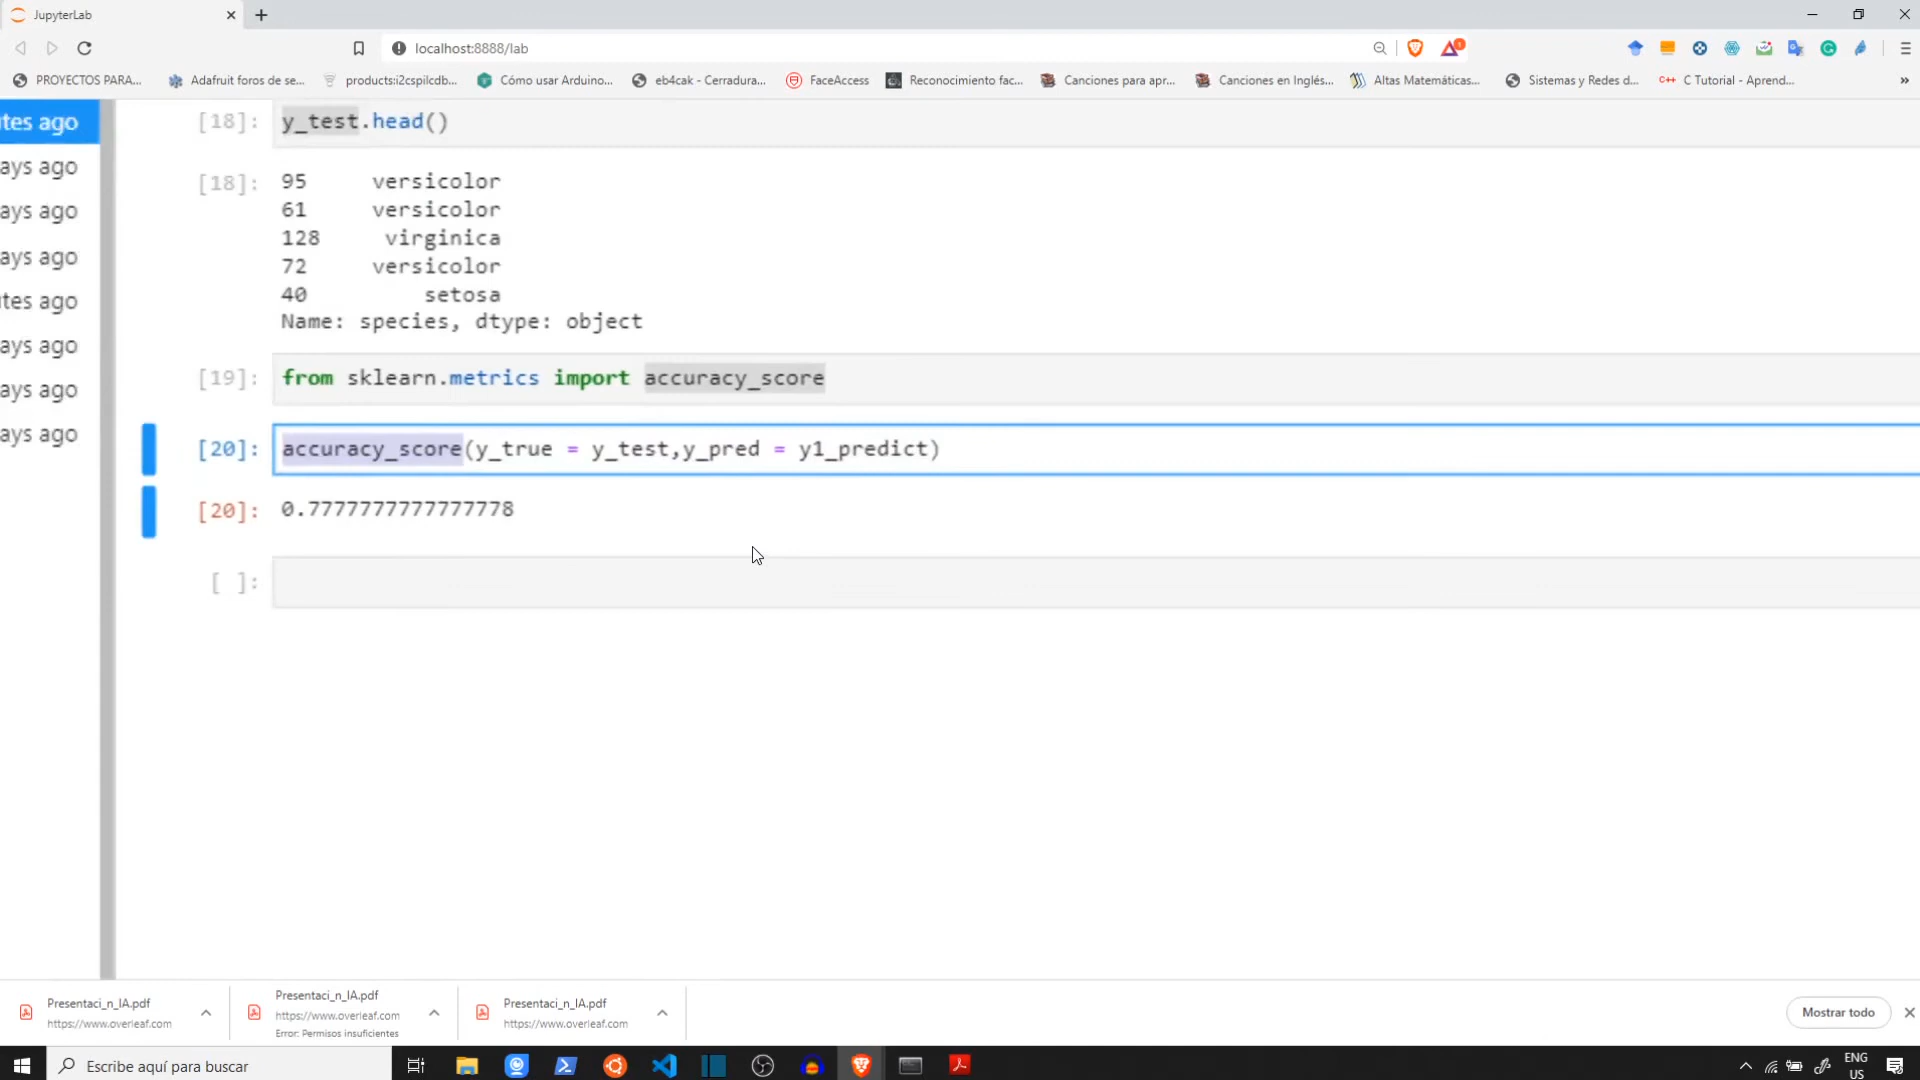 JupyterLab
localhost:8888/lab
PROYECTOS PARA...
Adafruit foros de se...
products:i2cspilcdb...
Cómo usar Arduino...
eb4cak - Cerradura...
FaceAccess
Reconocimiento fac...
Canciones para apr...
Canciones en Inglés...
Altas Matemáticas...
Sistemas y Redes d...
C Tutorial - Aprend...
»
tes ago
ays ago
ays ago
ays ago
tes ago
ays ago
ays ago
ays ago
[18]: y_test.head()
[18]: 95 versicolor
61 versicolor
128 virginica
72 versicolor
40 setosa
Name: species, dtype: object
[19]: from sklearn.metrics import accuracy_score
[20]: accuracy_score(y_true = y_test,y_pred = y1_predict)
[20]: 0.7777777777777778
[ ]:
Presentaci_n_IA.pdf
https://www.overleaf.com
Presentaci_n_IA.pdf
https://www.overleaf.com
Error: Permisos insuficientes
Presentaci_n_IA.pdf
https://www.overleaf.com
Mostrar todo
Escribe aquí para buscar
ENG
US